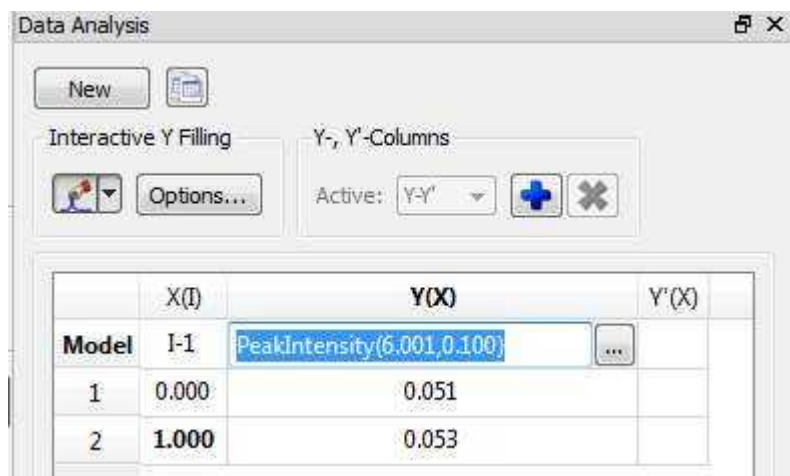 Data Analysis
New
Interactive Y Filling
Y-, Y'-Columns
Options...
Active: Y-Y'
X(I) Y(X) Y'(X)
Model I-1 PeakIntensity(6.001,0.100) ...
1 0.000 0.051
2 1.000 0.053